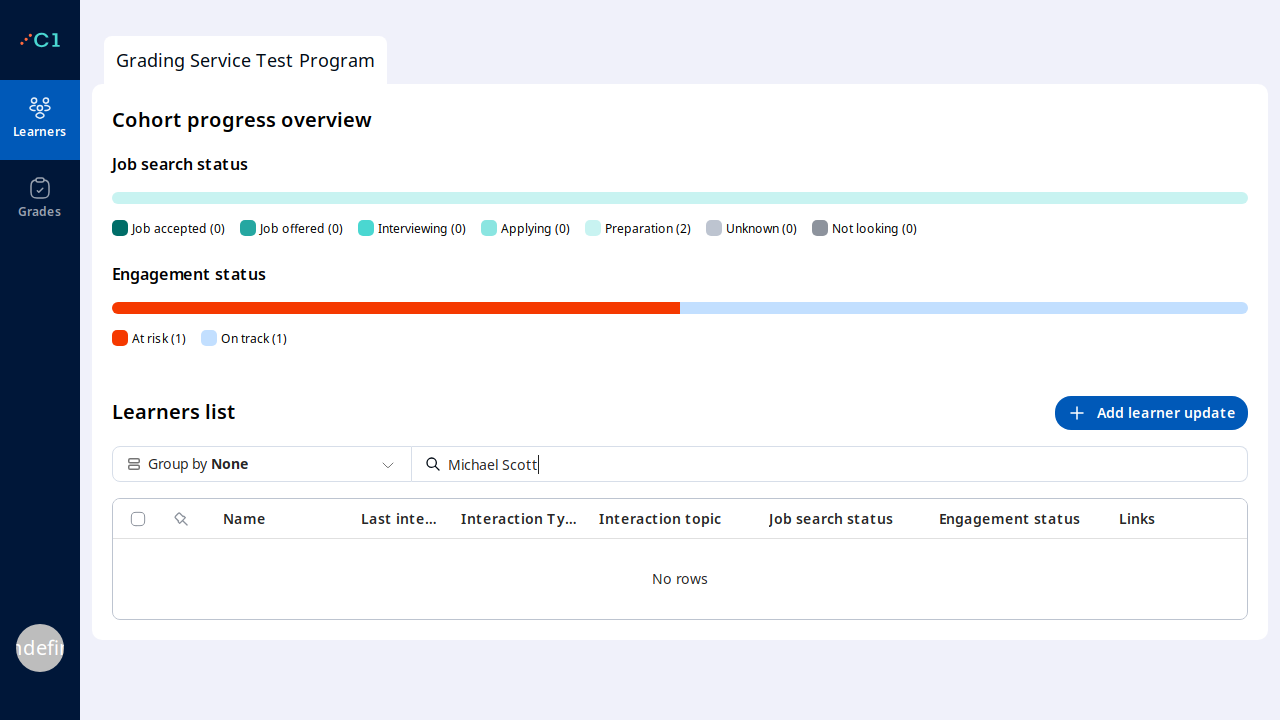 C1
Learners
Grades
ndefin
Grading Service Test Program
Cohort progress overview
Job search status
Job accepted (0) Job offered (0) Interviewing (0) Applying (0) Preparation (2) Unknown (0) Not looking (0)
Engagement status
At risk (1) On track (1)
Learners list
Add learner update
Group by None
Michael Scott
Name Last inte... Interaction Ty... Interaction topic Job search status Engagement status Links
No rows